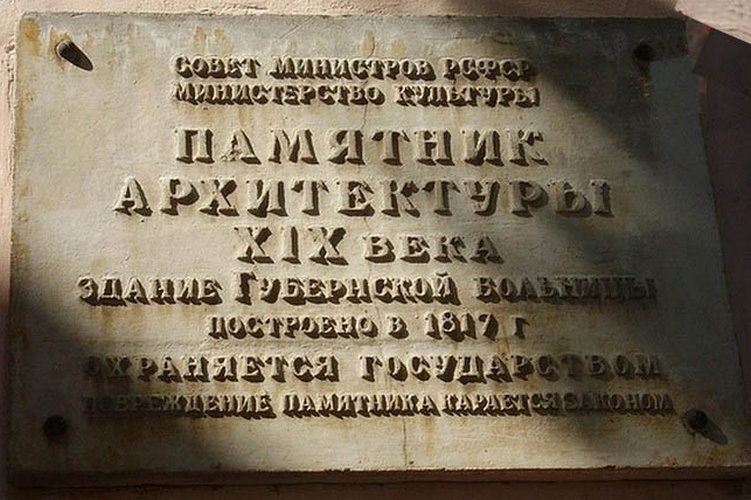 СОВЕТ МИНИСТРОВ РСФСР
МИНИСТЕРСТВО КУЛЬТУРЫ
ПАМЯТНИК
АРХИТЕКТУРЫ
XIX ВЕКА
ЗДАНИЕ ГУБЕРНСКОЙ БОЛЬНИЦЫ
ПОСТРОЕНО В 1817 Г
ОХРАНЯЕТСЯ ГОСУДАРСТВОМ
ПОВРЕЖДЕНИЕ ПАМЯТНИКА КАРАЕТСЯ ЗАКОНОМ